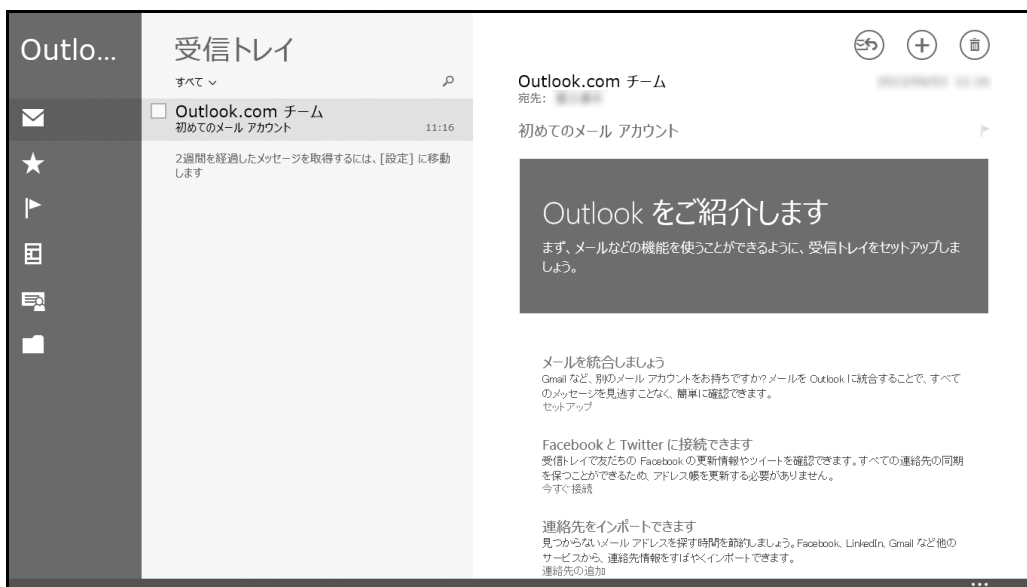 Outlo...
受信トレイ
すべて
Outlook.com チーム
初めてのメール アカウント
11:16
2週間を経過したメッセージを取得するには、[設定] に移動
します
Outlook.com チーム
宛先:
初めてのメール アカウント
Outlook をご紹介します
まず、メールなどの機能を使うことができるように、受信トレイをセットアップしま
しょう。
メールを統合しましょう
Gmail など、別のメール アカウントをお持ちですか? メールを Outlook に統合することで、すべて
のメッセージを見逃すことなく、簡単に確認できます。
セットアップ
Facebook と Twitter に接続できます
受信トレイで友だちの Facebook の更新情報やツイートを確認できます。すべての連絡先の同期
を保つことができるため、アドレス帳を更新する必要がありません。
今すぐ接続
連絡先をインポートできます
見つからないメール アドレスを探す時間を節約しましょう。Facebook、LinkedIn、Gmail など他の
サービスから、連絡先情報をすばやくインポートできます。
連絡先の追加